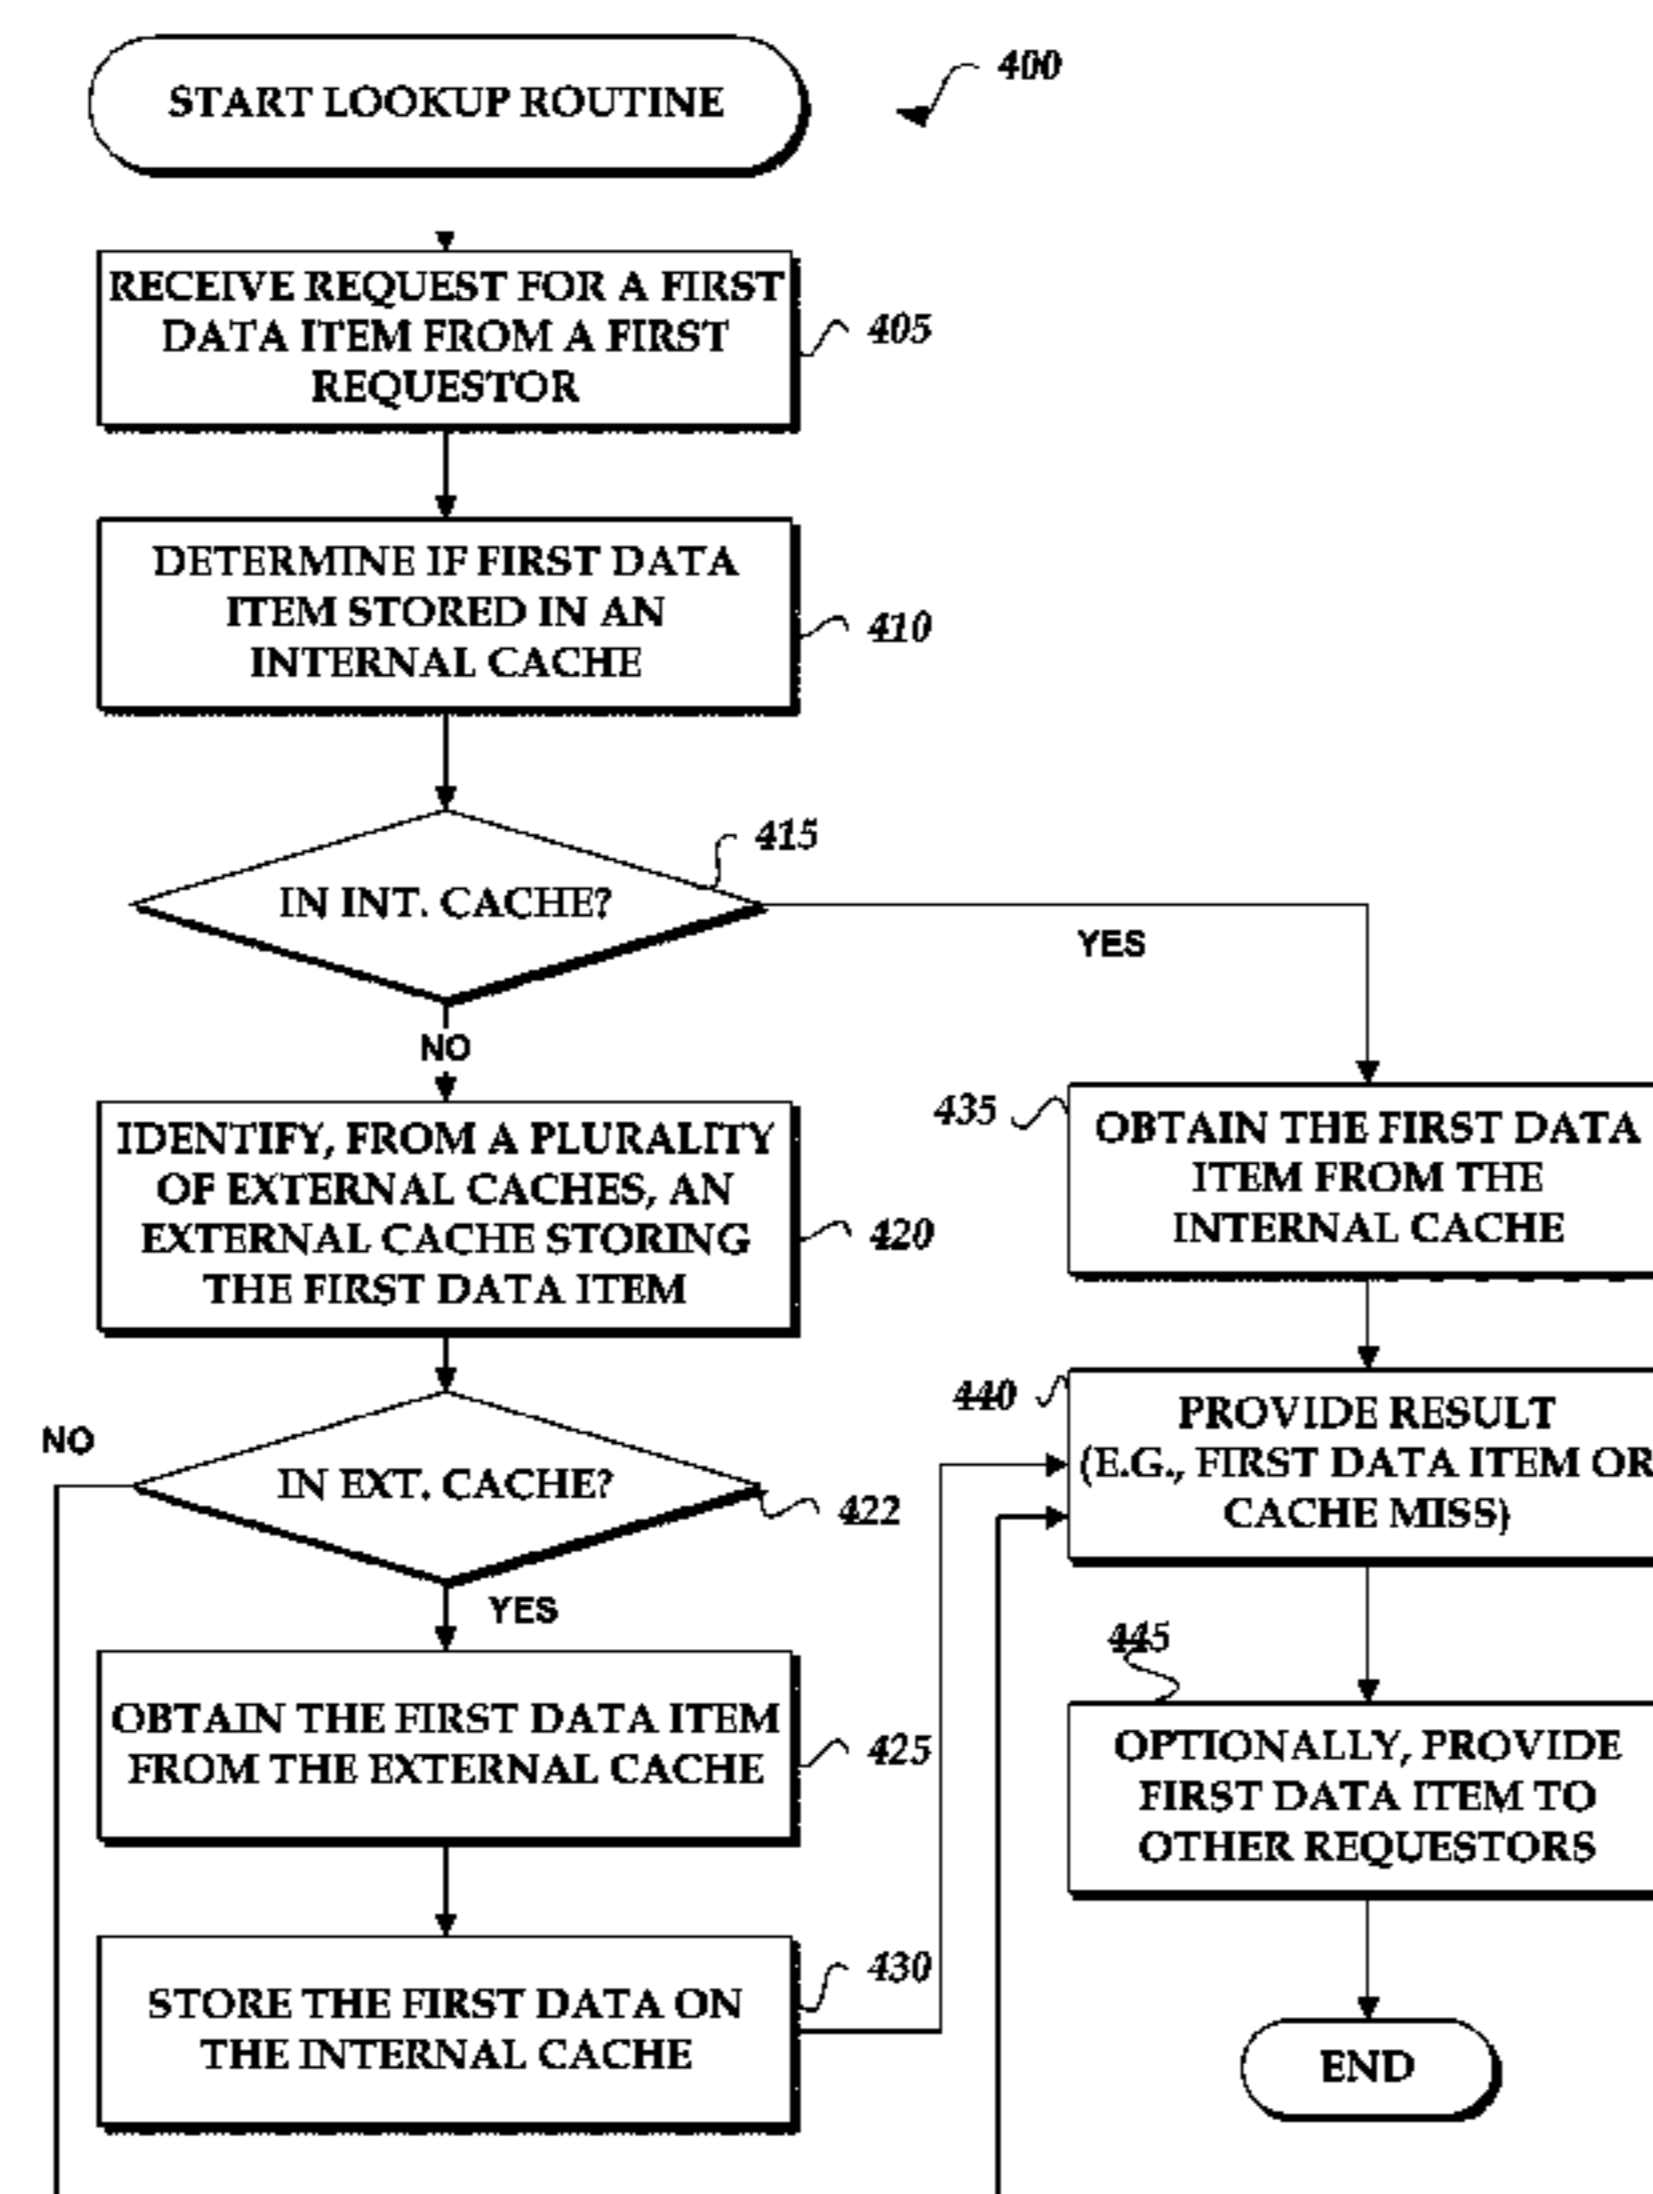 START LOOKUP ROUTINE
400
RECEIVE REQUEST FOR A FIRST
DATA ITEM FROM A FIRST
REQUESTOR
405
DETERMINE IF FIRST DATA
ITEM STORED IN AN
INTERNAL CACHE
410
IN INT. CACHE?
415
YES
NO
IDENTIFY, FROM A PLURALITY
OF EXTERNAL CACHES, AN
EXTERNAL CACHE STORING
THE FIRST DATA ITEM
420
435
OBTAIN THE FIRST DATA
ITEM FROM THE
INTERNAL CACHE
NO
IN EXT. CACHE?
422
YES
440
PROVIDE RESULT
(E.G., FIRST DATA ITEM OR
CACHE MISS)
OBTAIN THE FIRST DATA ITEM
FROM THE EXTERNAL CACHE
425
445
OPTIONALLY, PROVIDE
FIRST DATA ITEM TO
OTHER REQUESTORS
STORE THE FIRST DATA ON
THE INTERNAL CACHE
430
END